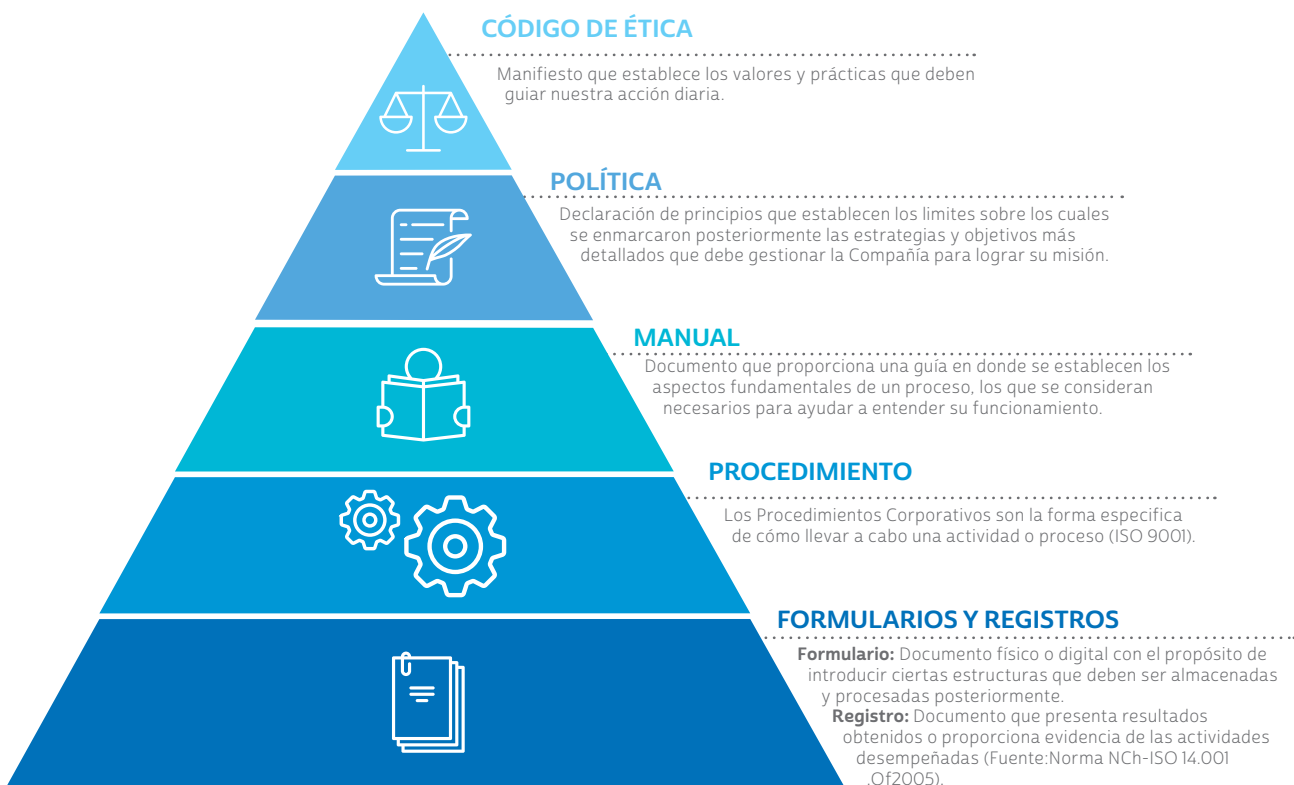 CÓDIGO DE ÉTICA
Manifiesto que establece los valores y prácticas que deben
guiar nuestra acción diaria.
POLÍTICA
Declaración de principios que establecen los limites sobre los cuales
se enmarcaron posteriormente las estrategias y objetivos más
detallados que debe gestionar la Compañía para lograr su misión.
MANUAL
Documento que proporciona una guía en donde se establecen los
aspectos fundamentales de un proceso, los que se consideran
necesarios para ayudar a entender su funcionamiento.
PROCEDIMIENTO
Los Procedimientos Corporativos son la forma especifica
de cómo llevar a cabo una actividad o proceso (ISO 9001).
FORMULARIOS Y REGISTROS
Formulario: Documento físico o digital con el propósito de
introducir ciertas estructuras que deben ser almacenadas
y procesadas posteriormente.
Registro: Documento que presenta resultados
obtenidos o proporciona evidencia de las actividades
desempeñadas (Fuente:Norma NCh-ISO 14.001
.Of2005).